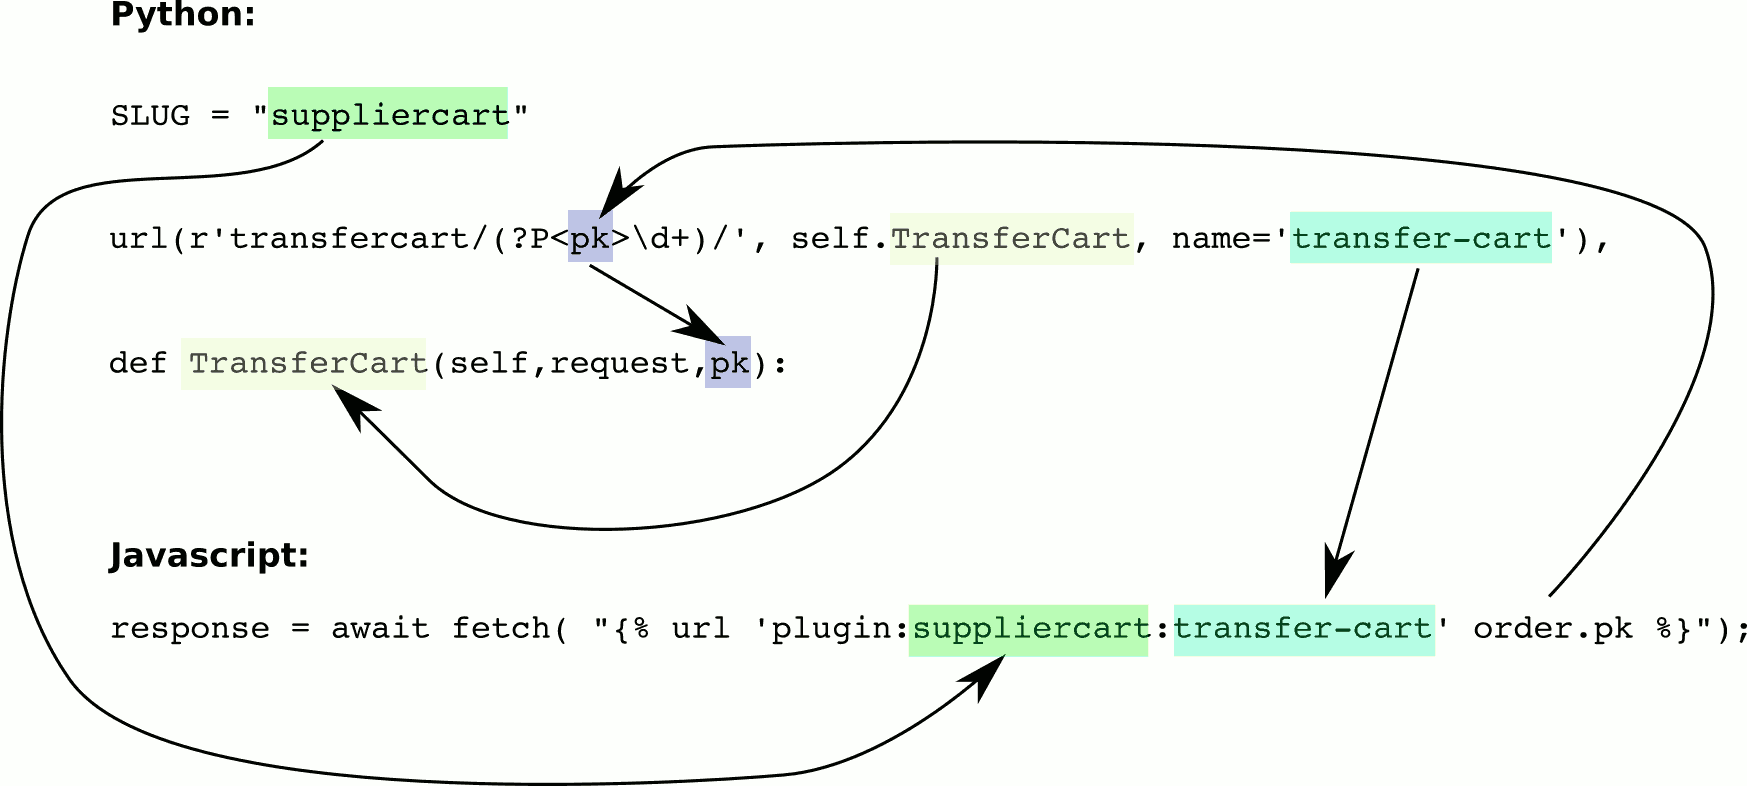 Python:
SLUG = "suppliercart"
url(r'transfercart/(?P<pk>\d+)/', self.TransferCart, name='transfer-cart'),
def TransferCart(self,request,pk):
Javascript:
response = await fetch( "{% url 'plugin:suppliercart:transfer-cart' order.pk %}");